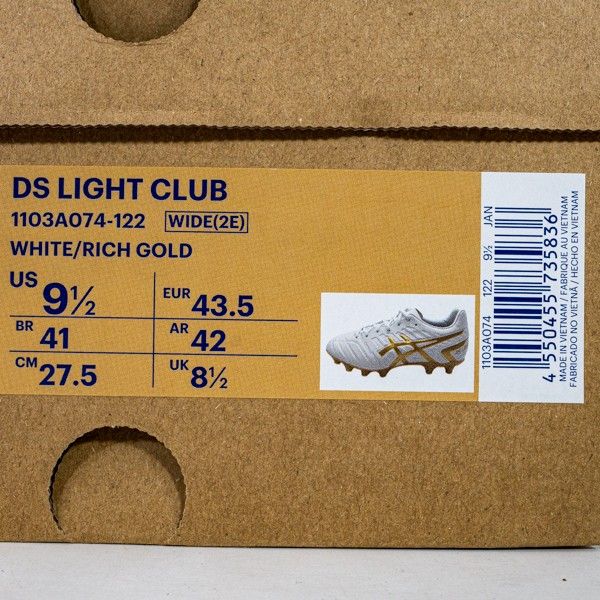 DS LIGHT CLUB
1103A074-122 WIDE(2E)
WHITE/RICH GOLD
US 9½ EUR 43.5
BR 41 AR 42
CM 27.5 UK 8½
1103A074 122 9½ JAN
4 550455 735836
MADE IN VIETNAM / FABRIQUE AU VIETNAM
FABRICADO NO VIETNÃ / HECHO EN VIETNAM